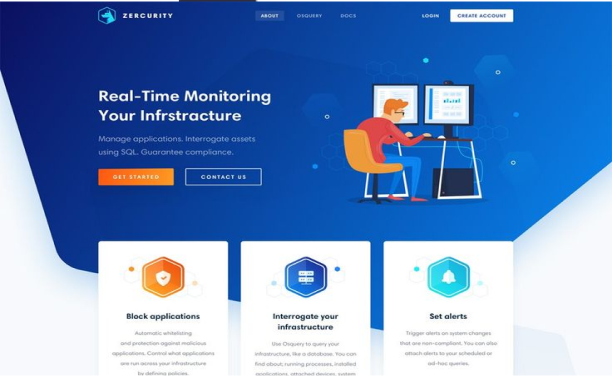 ZERCURITY
ABOUT OSQUERY DOCS LOGIN CREATE ACCOUNT
Real-Time Monitoring
Your Infrstracture
Manage applications. Interrogate assets
using SQL. Guarantee compliance.
GET STARTED CONTACT US
Block applications
Automatic whitelisting
and protection against malicious
applications. Control what applications
are run across your infrastructure
by defining policies.
Interrogate your
infrastructure
Use Osquery to query your
infrastructure, like a database. You can
find about, running processes, installed
applications, attached devices, system
Set alerts
Trigger alerts on system changes
that are non-compliant. You can also
attach alerts to your scheduled or
ad-hoc queries.